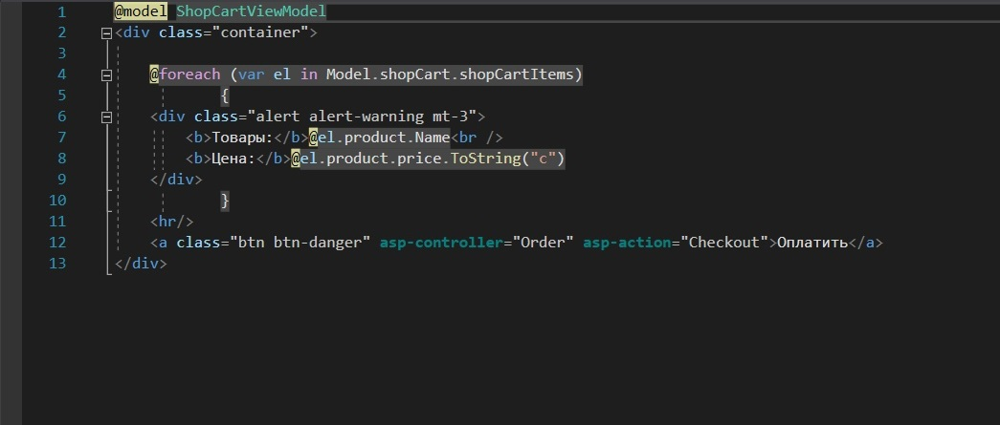 1 @model ShopCartViewModel
2 <div class="container">
3
4 @foreach (var el in Model.shopCart.shopCartItems)
5 {
6 <div class="alert alert-warning mt-3">
7 <b>Товары:</b>@el.product.Name<br />
8 <b>Цена:</b>@el.product.price.ToString("c")
9 </div>
10 }
11 <hr/>
12 <a class="btn btn-danger" asp-controller="Order" asp-action="Checkout">Оплатить</a>
13 </div>